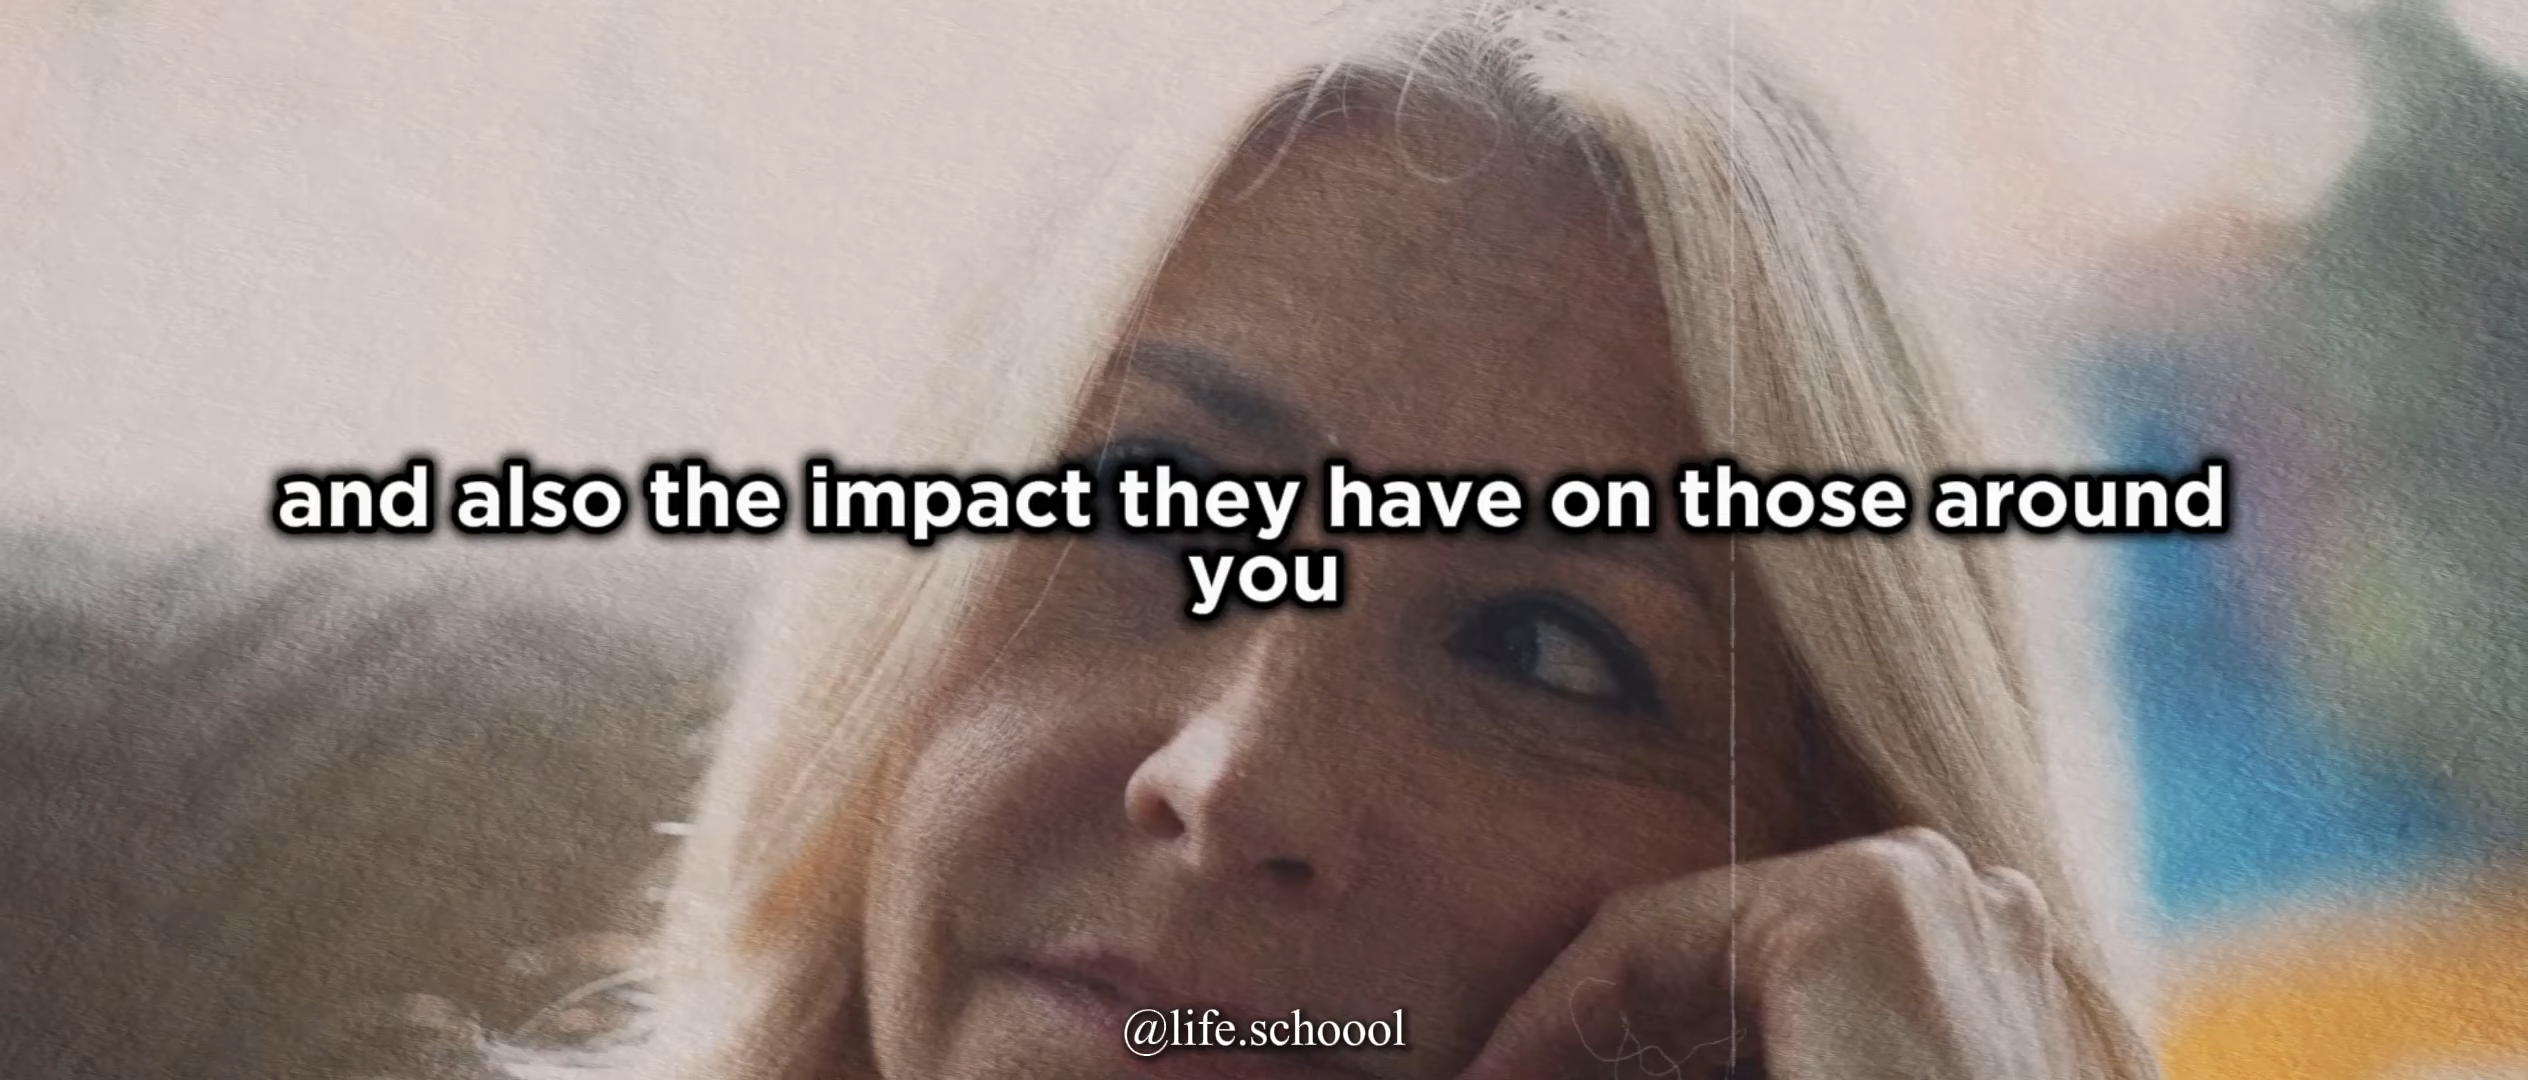 and also the impact they have on those around
you
@life.schoool